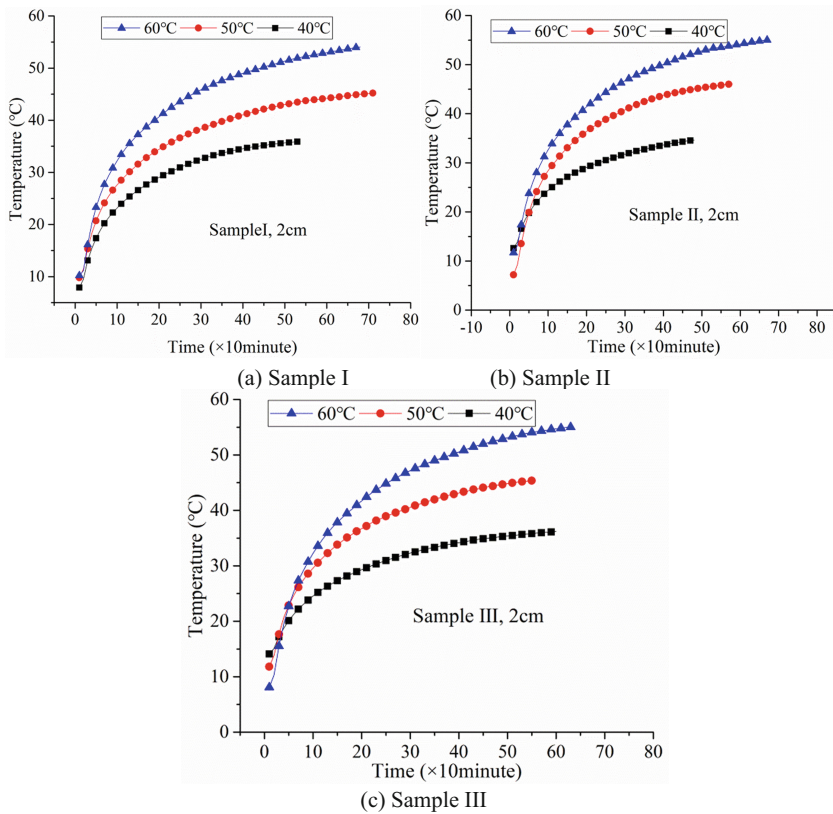 60℃ 50℃ 40℃
60
50
40
30
20
10
Temperature (℃)
SampleI, 2cm
0 10 20 30 40 50 60 70 80
Time (×10minute)
(a) Sample I
60℃ 50℃ 40℃
60
50
40
30
20
10
0
Temperature (℃)
Sample II, 2cm
-10 0 10 20 30 40 50 60 70 80
Time (×10minute)
(b) Sample II
60℃ 50℃ 40℃
60
50
40
30
20
10
0
Temperature (℃)
Sample III, 2cm
0 10 20 30 40 50 60 70 80
Time (×10minute)
(c) Sample III